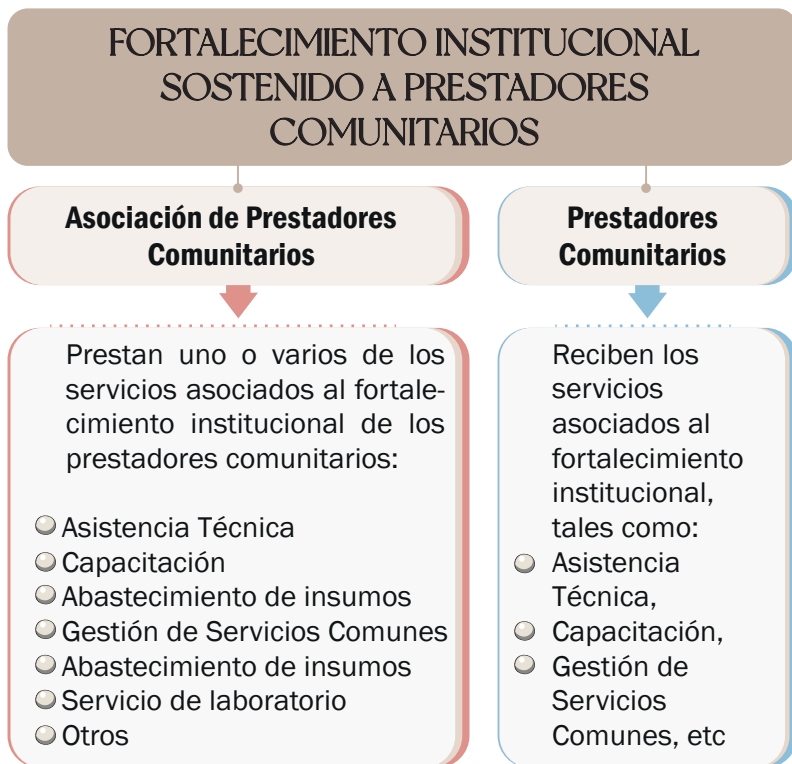 FORTALECIMIENTO INSTITUCIONAL
SOSTENIDO A PRESTADORES
COMUNITARIOS
Asociación de Prestadores
Comunitarios
Prestan uno o varios de los
servicios asociados al fortale-
cimiento institucional de los
prestadores comunitarios:
Asistencia Técnica
Capacitación
Abastecimiento de insumos
Gestión de Servicios Comunes
Abastecimiento de insumos
Servicio de laboratorio
Otros
Prestadores
Comunitarios
Reciben los
servicios
asociados al
fortalecimiento
institucional,
tales como:
Asistencia
Técnica,
Capacitación,
Gestión de
Servicios
Comunes, etc